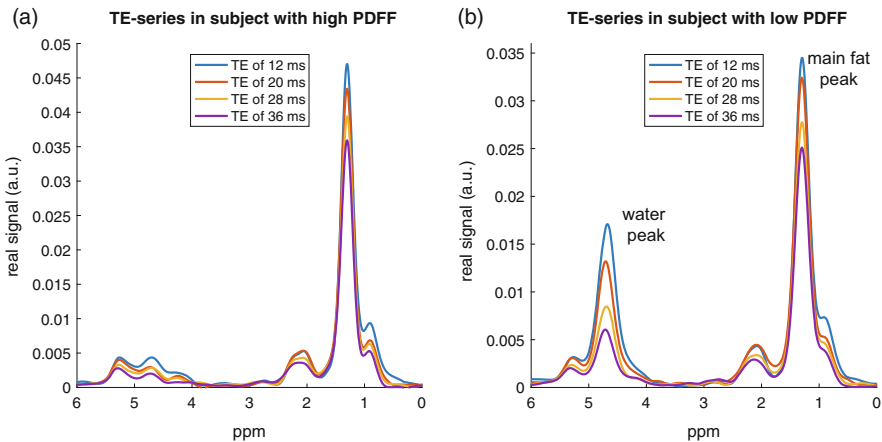 (a)
TE-series in subject with high PDFF
0.05
0.045
0.04
0.035
0.03
0.025
0.02
0.015
0.01
0.005
0
real signal (a.u.)
TE of 12 ms
TE of 20 ms
TE of 28 ms
TE of 36 ms
6 5 4 3 2 1 0
ppm
(b)
TE-series in subject with low PDFF
0.035
0.03
0.025
0.02
0.015
0.01
0.005
0
real signal (a.u.)
TE of 12 ms
TE of 20 ms
TE of 28 ms
TE of 36 ms
main fat
peak
water
peak
6 5 4 3 2 1 0
ppm